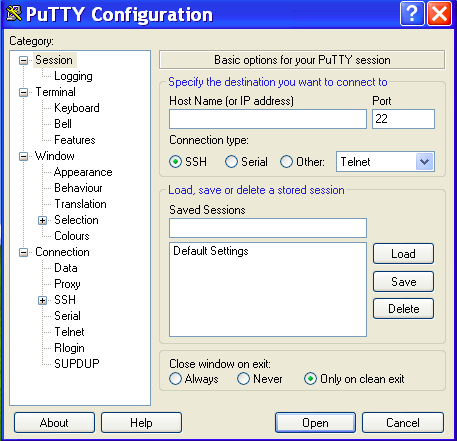 PuTTY Configuration
Category:
Session
Logging
Terminal
Keyboard
Bell
Features
Window
Appearance
Behaviour
Translation
Selection
Colours
Connection
Data
Proxy
SSH
Serial
Telnet
Rlogin
SUPDUP
Basic options for your PuTTY session
Specify the destination you want to connect to
Host Name (or IP address) Port
22
Connection type:
SSH Serial Other: Telnet
Load, save or delete a stored session
Saved Sessions
Default Settings
Load
Save
Delete
Close window on exit:
Always Never Only on clean exit
About Help Open Cancel